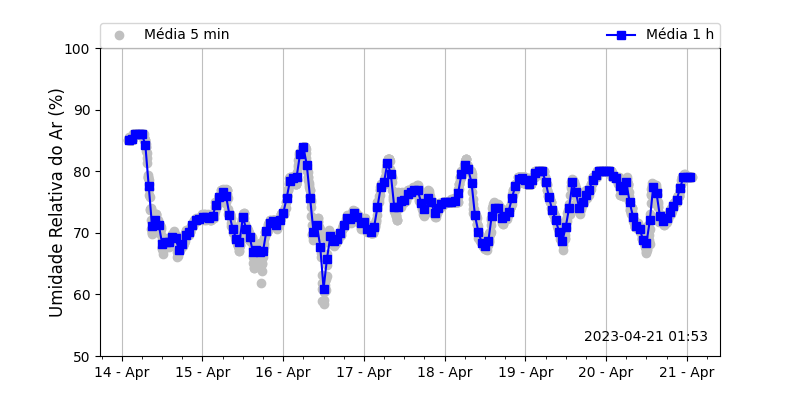 Média 5 min
Média 1 h
Umidade Relativa do Ar (%)
100
90
80
70
60
50
2023-04-21 01:53
14 - Apr
15 - Apr
16 - Apr
17 - Apr
18 - Apr
19 - Apr
20 - Apr
21 - Apr